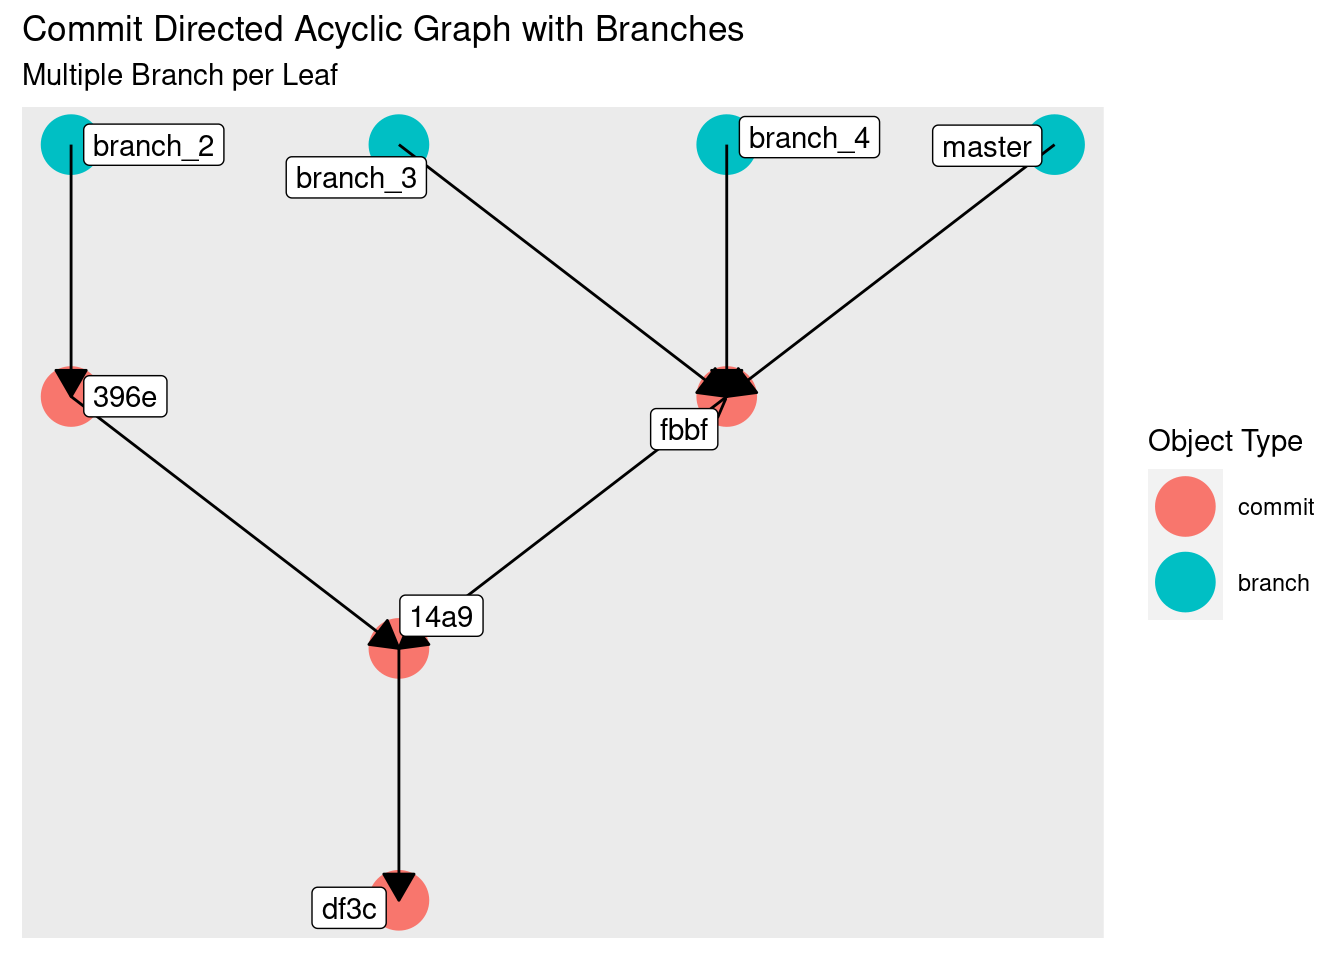 Commit Directed Acyclic Graph with Branches
Multiple Branch per Leaf
branch_2
branch_3
branch_4
master
396e
fbbf
14a9
df3c
Object Type
commit
branch